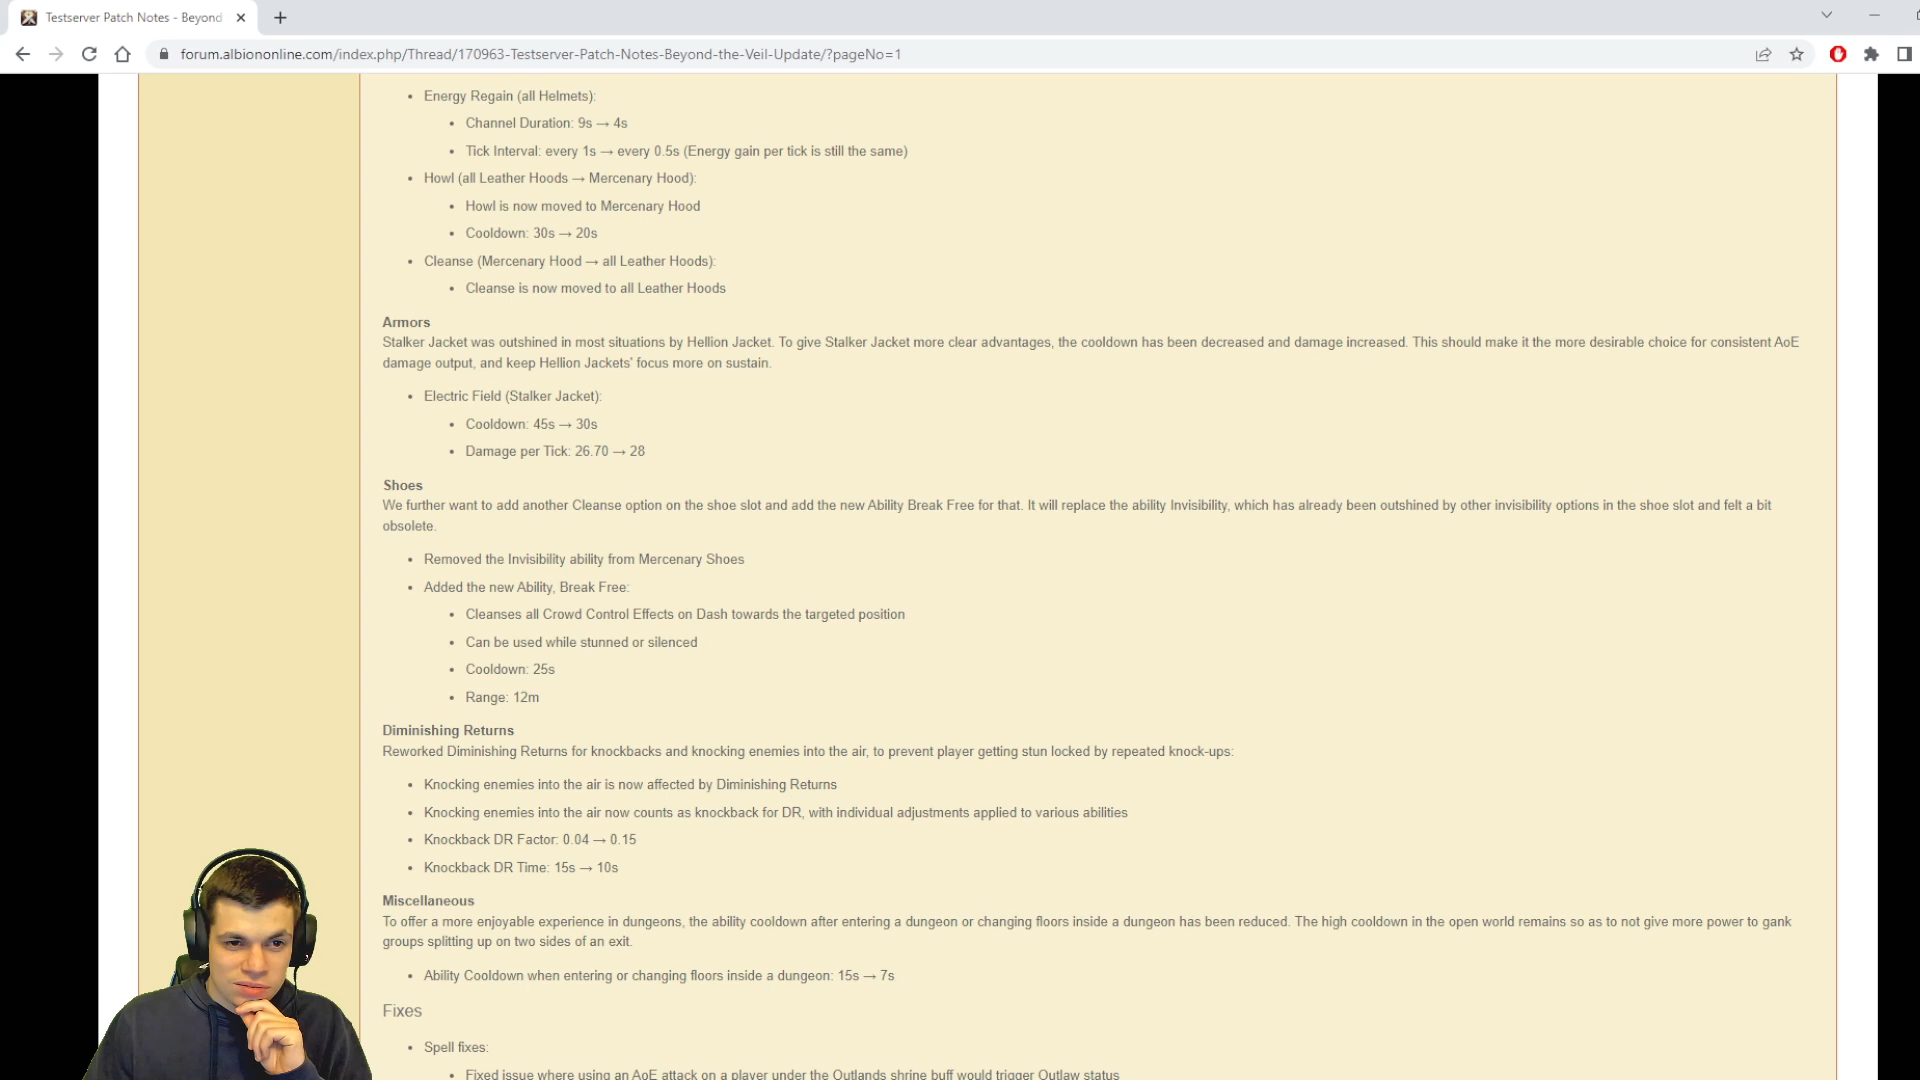 Testserver Patch Notes - Beyond
forum.albiononline.com/index.php/Thread/170963-Testserver-Patch-Notes-Beyond-the-Veil-Update/?pageNo=1
• Energy Regain (all Helmets):
• Channel Duration: 9s → 4s
• Tick Interval: every 1s → every 0.5s (Energy gain per tick is still the same)
• Howl (all Leather Hoods → Mercenary Hood):
• Howl is now moved to Mercenary Hood
• Cooldown: 30s → 20s
• Cleanse (Mercenary Hood → all Leather Hoods):
• Cleanse is now moved to all Leather Hoods
Armors
Stalker Jacket was outshined in most situations by Hellion Jacket. To give Stalker Jacket more clear advantages, the cooldown has been decreased and damage increased. This should make it the more desirable choice for consistent AoE
damage output, and keep Hellion Jackets' focus more on sustain.
• Electric Field (Stalker Jacket):
• Cooldown: 45s → 30s
• Damage per Tick: 26.70 → 28
Shoes
We further want to add another Cleanse option on the shoe slot and add the new Ability Break Free for that. It will replace the ability Invisibility, which has already been outshined by other invisibility options in the shoe slot and felt a bit
obsolete.
• Removed the Invisibility ability from Mercenary Shoes
• Added the new Ability, Break Free:
• Cleanses all Crowd Control Effects on Dash towards the targeted position
• Can be used while stunned or silenced
• Cooldown: 25s
• Range: 12m
Diminishing Returns
Reworked Diminishing Returns for knockbacks and knocking enemies into the air, to prevent player getting stun locked by repeated knock-ups:
• Knocking enemies into the air is now affected by Diminishing Returns
• Knocking enemies into the air now counts as knockback for DR, with individual adjustments applied to various abilities
• Knockback DR Factor: 0.04 → 0.15
• Knockback DR Time: 15s → 10s
Miscellaneous
To offer a more enjoyable experience in dungeons, the ability cooldown after entering a dungeon or changing floors inside a dungeon has been reduced. The high cooldown in the open world remains so as to not give more power to gank
groups splitting up on two sides of an exit.
• Ability Cooldown when entering or changing floors inside a dungeon: 15s → 7s
Fixes
• Spell fixes:
• Fixed issue where using an AoE attack on a player under the Outlands shrine buff would trigger Outlaw status